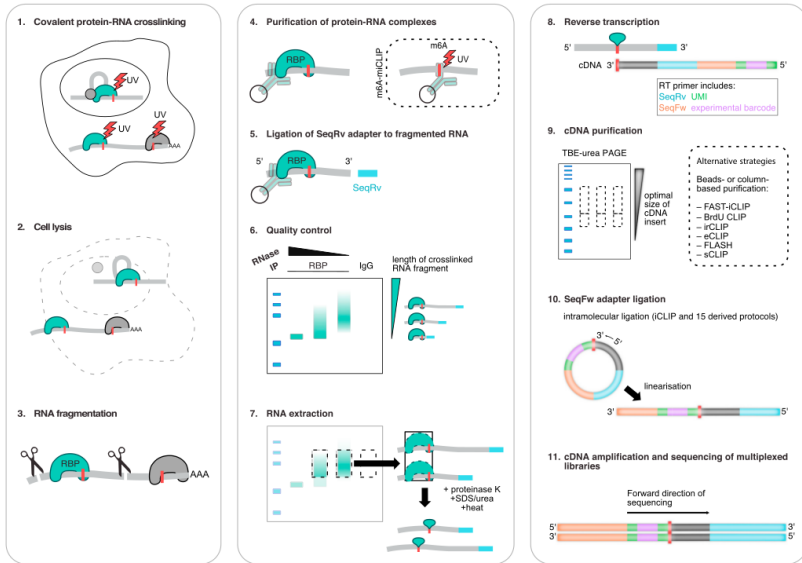 1. Covalent protein-RNA crosslinking
UV
UV
UV
AAA
2. Cell lysis
AAA
3. RNA fragmentation
RBP
AAA
4. Purification of protein-RNA complexes
RBP
m6A-miCLIP
m6A
UV
5. Ligation of SeqRv adapter to fragmented RNA
5'
RBP
3'
SeqRv
6. Quality control
RNase
IP
RBP
IgG
length of crosslinked
RNA fragment
7. RNA extraction
+ proteinase K
+SDS/urea
+heat
8. Reverse transcription
5'
3'
cDNA
5'
RT primer includes:
SeqRv UMI
SeqFw experimental barcode
9. cDNA purification
TBE-urea PAGE
optimal
size of
cDNA
insert
Alternative strategies
Beads- or column-
based purification:
– FAST-iCLIP
– BrdU CLIP
– irCLIP
– eCLIP
– FLASH
– sCLIP
10. SeqFw adapter ligation
intramolecular ligation (iCLIP and 15 derived protocols)
3'
5'
linearisation
3'
5'
11. cDNA amplification and sequencing of multiplexed
libraries
Forward direction of
sequencing
5'
3'
3'
5'